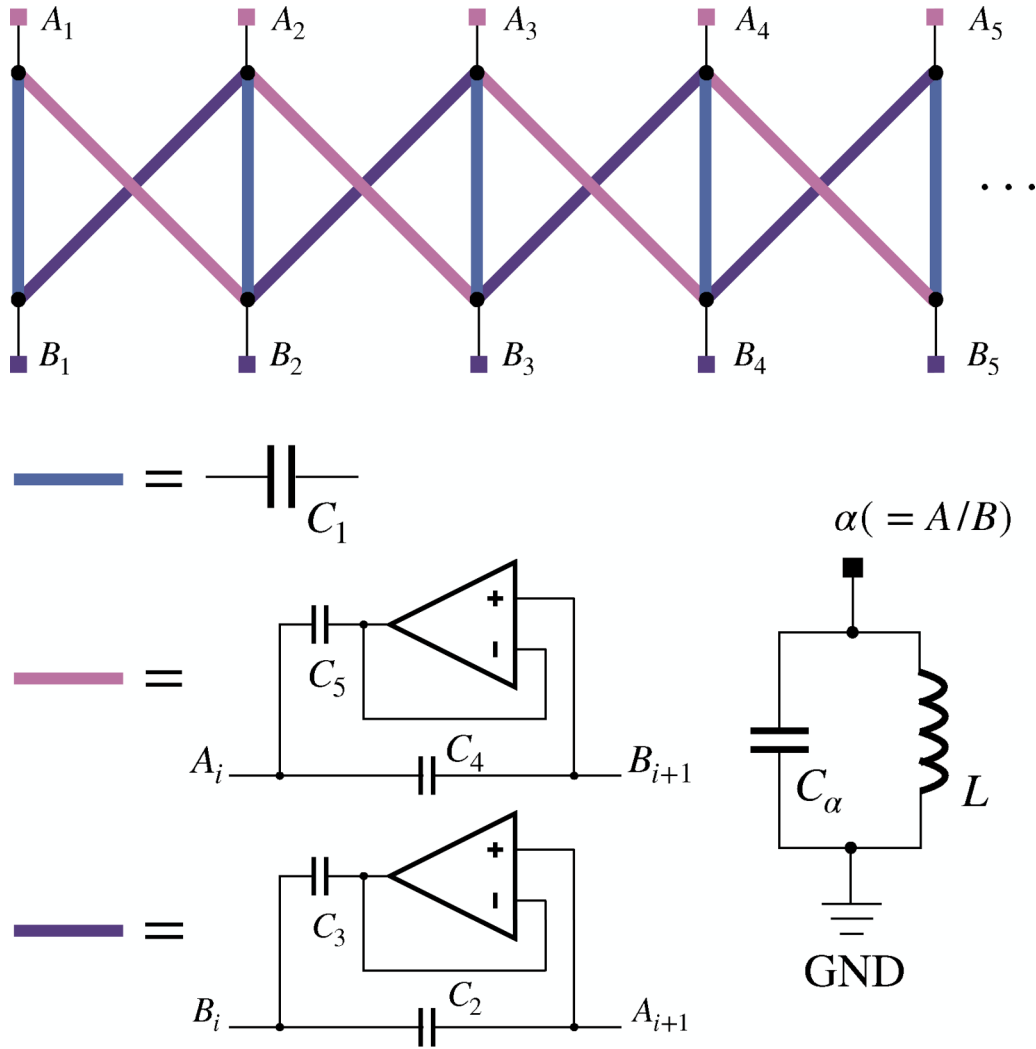 A₁ A₂ A₃ A₄ A₅
...
B₁ B₂ B₃ B₄ B₅
= C₁
α( = A/B)
+
-
C₅
=
C₄
Aᵢ Bᵢ₊₁
C_α L
+
-
C₃
=
C₂
GND
Bᵢ Aᵢ₊₁